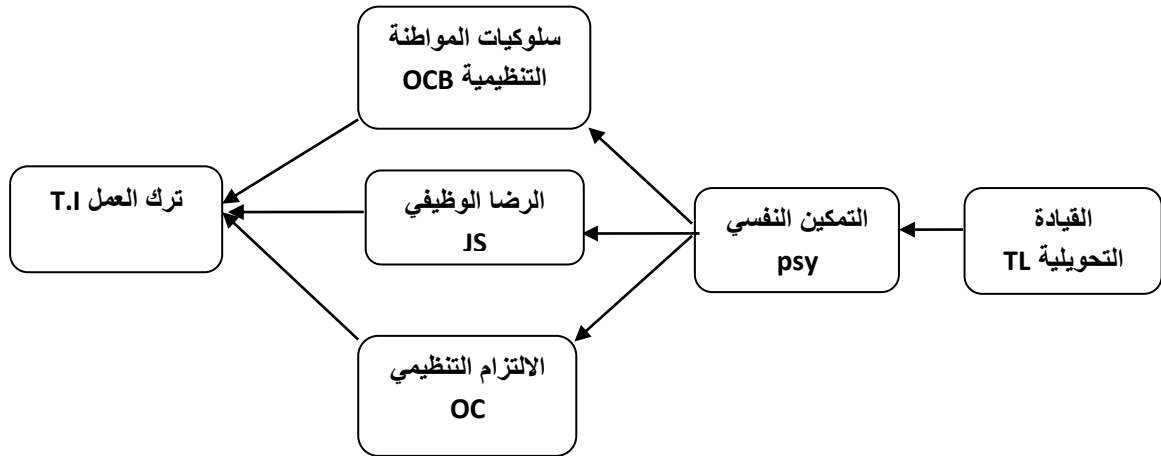 سلوكيات المواطنة
التنظيمية OCB
القيادة
التحويلية TL
التمكين النفسي
psy
الرضا الوظيفي
JS
ترك العمل T.I
الالتزام التنظيمي
OC